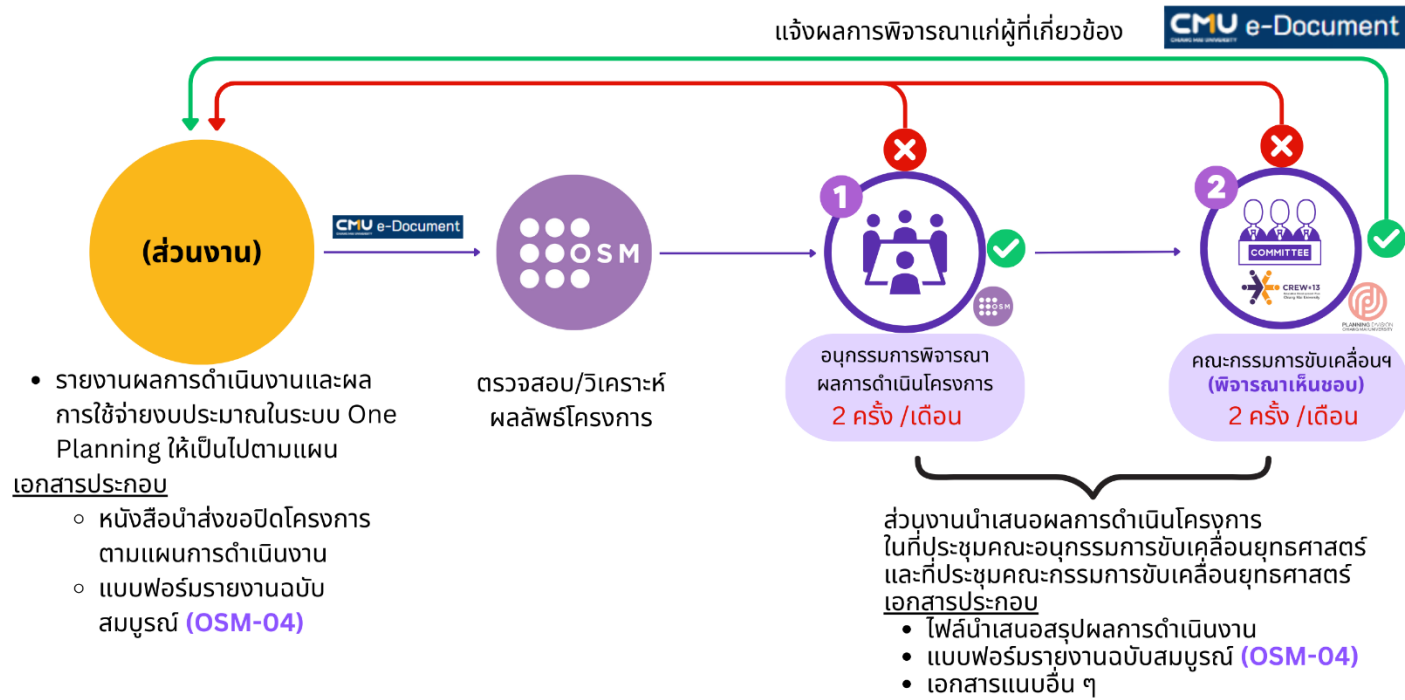 แจ้งผลการพิจารณาแก่ผู้ที่เกี่ยวข้อง
CMU e-Document
CHIANG MAI UNIVERSITY
(ส่วนงาน)
CMU e-Document
OSM
1
2
COMMITTEE
CREW+13
Chiang Mai University
OSM
PLANNING DIVISION
CHIANG MAI UNIVERSITY
• รายงานผลการดำเนินงานและผล
การใช้จ่ายงบประมาณในระบบ One
Planning ให้เป็นไปตามแผน
เอกสารประกอบ
○ หนังสือนำส่งขอปิดโครงการ
ตามแผนการดำเนินงาน
○ แบบฟอร์มรายงานฉบับ
สมบูรณ์ (OSM-04)
ตรวจสอบ/วิเคราะห์
ผลลัพธ์โครงการ
อนุกรรมการพิจารณา
ผลการดำเนินโครงการ
2 ครั้ง /เดือน
คณะกรรมการขับเคลื่อนฯ
(พิจารณาเห็นชอบ)
2 ครั้ง /เดือน
ส่วนงานนำเสนอผลการดำเนินโครงการ
ในที่ประชุมคณะอนุกรรมการขับเคลื่อนยุทธศาสตร์
และที่ประชุมคณะกรรมการขับเคลื่อนยุทธศาสตร์
เอกสารประกอบ
• ไฟล์นำเสนอสรุปผลการดำเนินงาน
• แบบฟอร์มรายงานฉบับสมบูรณ์ (OSM-04)
• เอกสารแนบอื่น ๆ